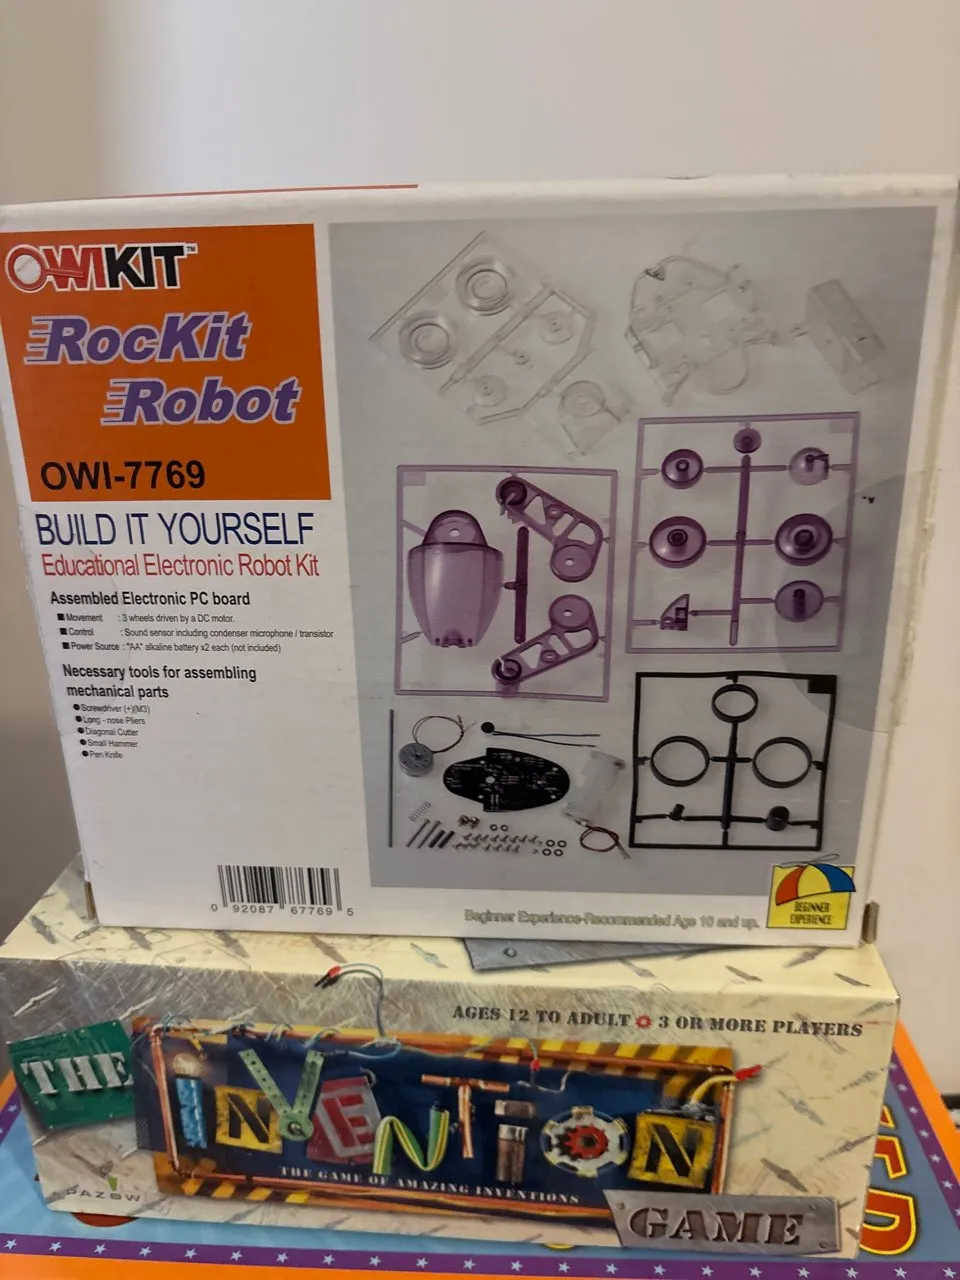 OWIKIT™
RocKit
Robot
OWI-7769
BUILD IT YOURSELF
Educational Electronic Robot Kit
Assembled Electronic PC board
■ Movement : 3 wheels driven by a DC motor.
■ Control : Sound sensor including condenser microphone / transistor
■ Power Source : "AA" alkaline battery x2 each (not included)
Necessary tools for assembling
mechanical parts
● Screwdriver (+)(M3)
● Long - nose Pliers
● Diagonal Cutter
● Small Hammer
● Pen Knife
0 92087 67769 5
Beginner Experience-Recommended Age 10 and up.
BEGINNER
EXPERIENCE
AGES 12 TO ADULT 3 OR MORE PLAYERS
THE
INVENTION
THE GAME OF AMAZING INVENTIONS
SPAZOW
GAME